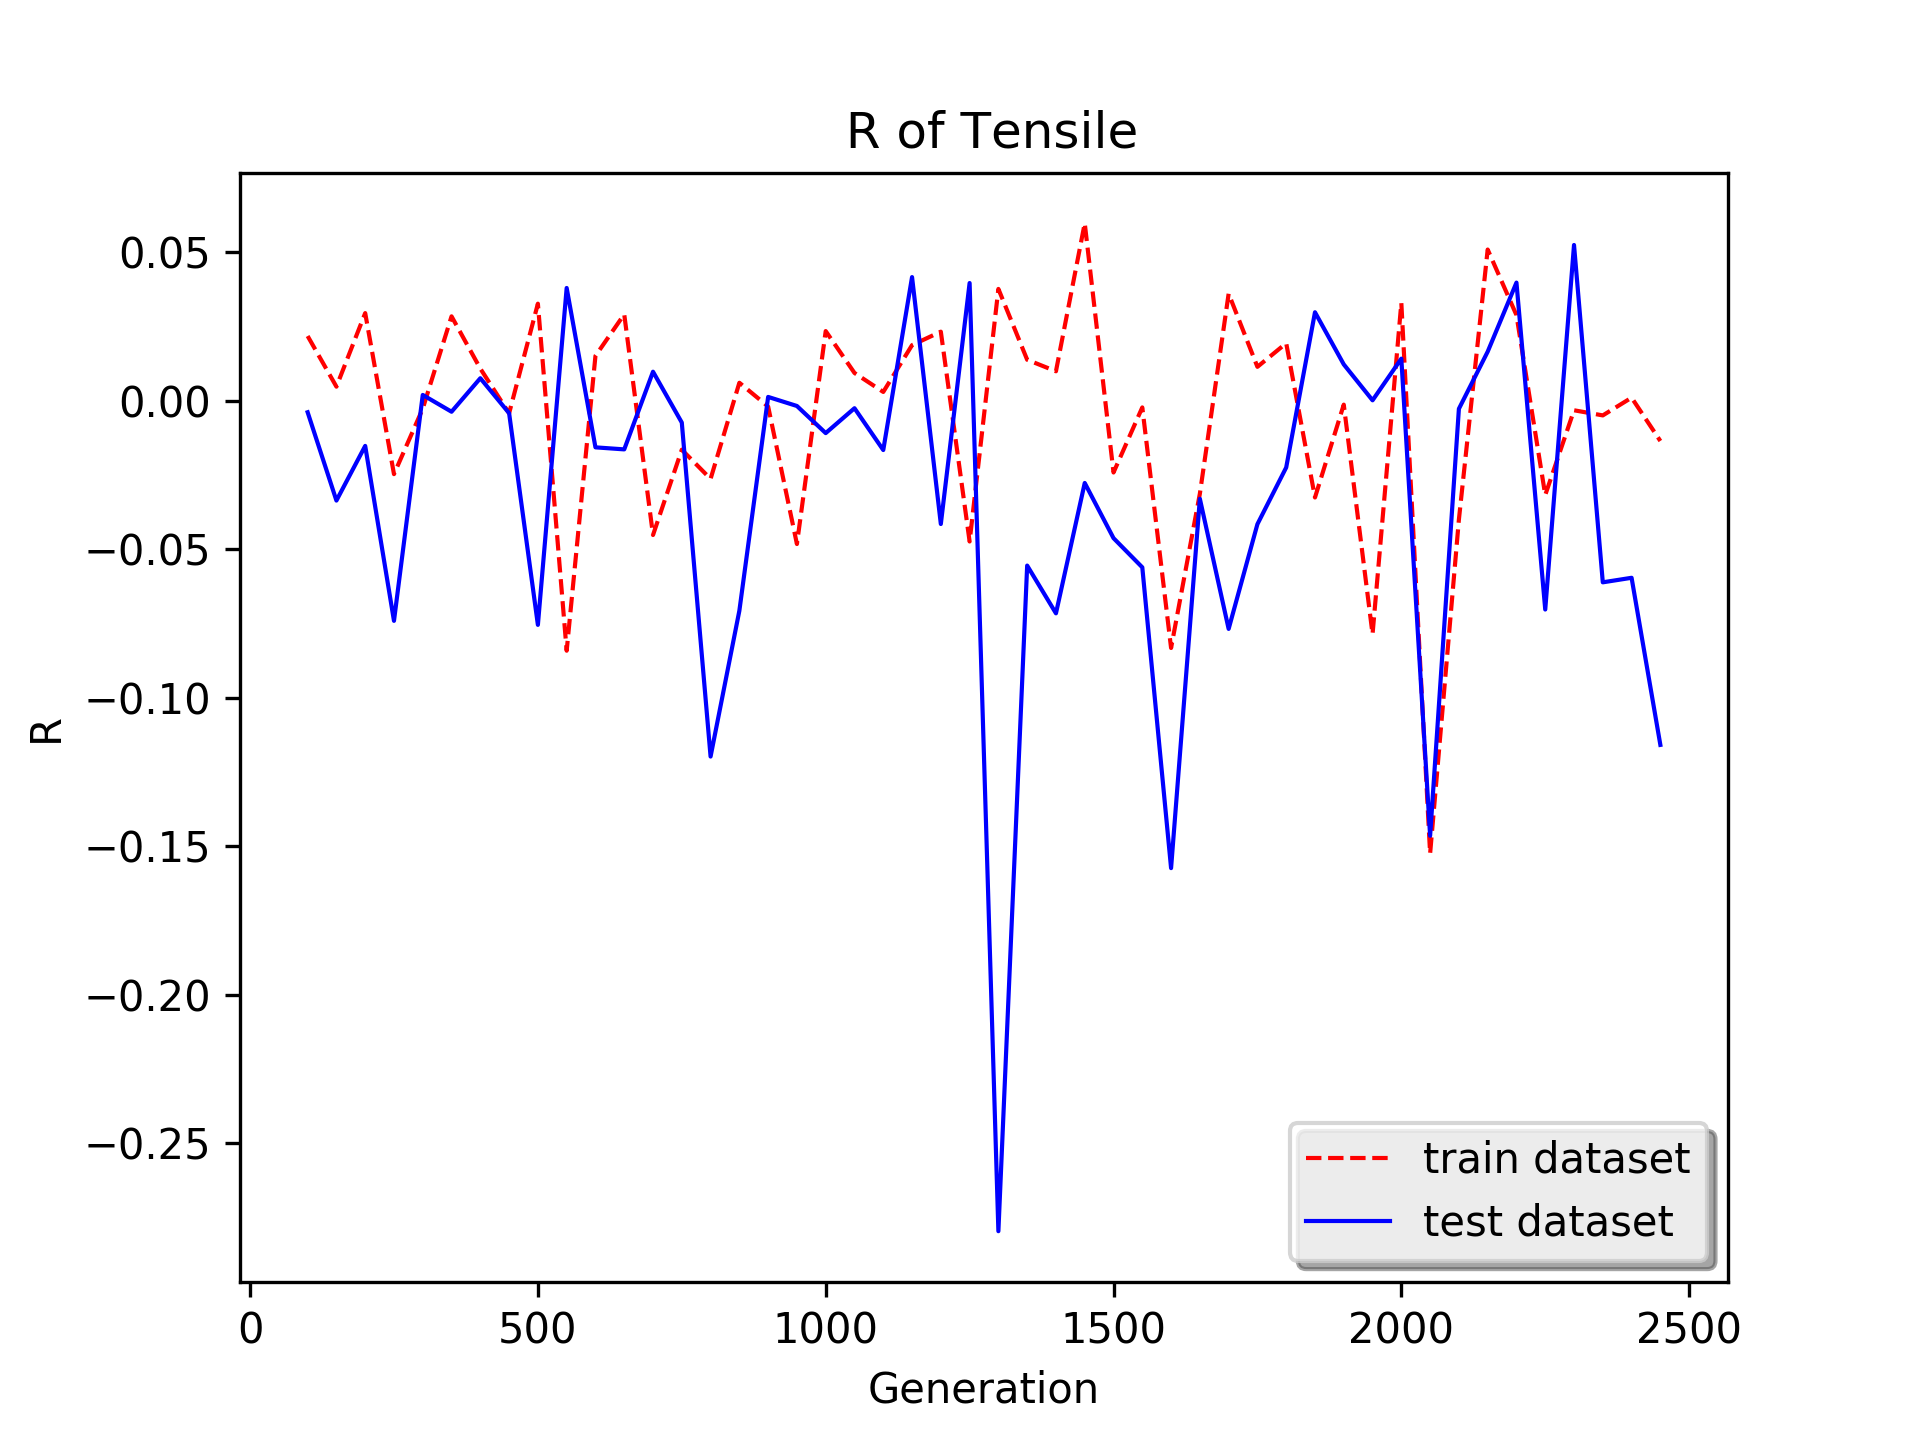 R of Tensile
0.05
0.00
−0.05
−0.10
−0.15
−0.20
−0.25
R
train dataset
test dataset
0 500 1000 1500 2000 2500
Generation